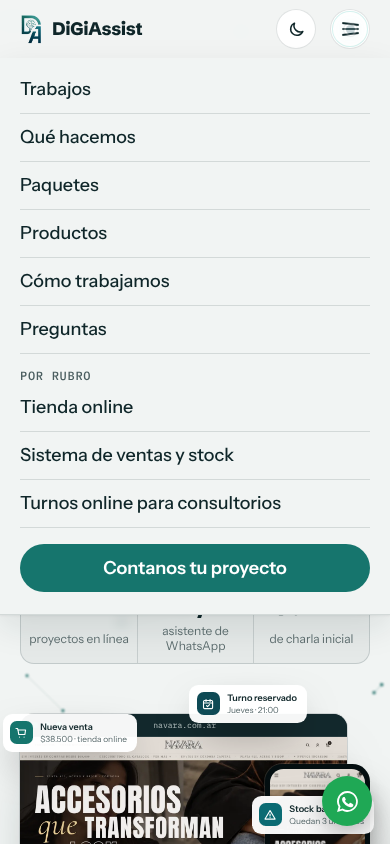 DiGiAssist
Trabajos
Qué hacemos
Paquetes
Productos
Cómo trabajamos
Preguntas
POR RUBRO
Tienda online
Sistema de ventas y stock
Turnos online para consultorios
Contanos tu proyecto
proyectos en línea
asistente de
WhatsApp
de charla inicial
Turno reservado
Jueves · 21:00
Nueva venta
$38.500 · tienda online
navara.com.ar
NAVARA
ACCESORIOS
que TRANSFORMAN
Stock
Quedan 3